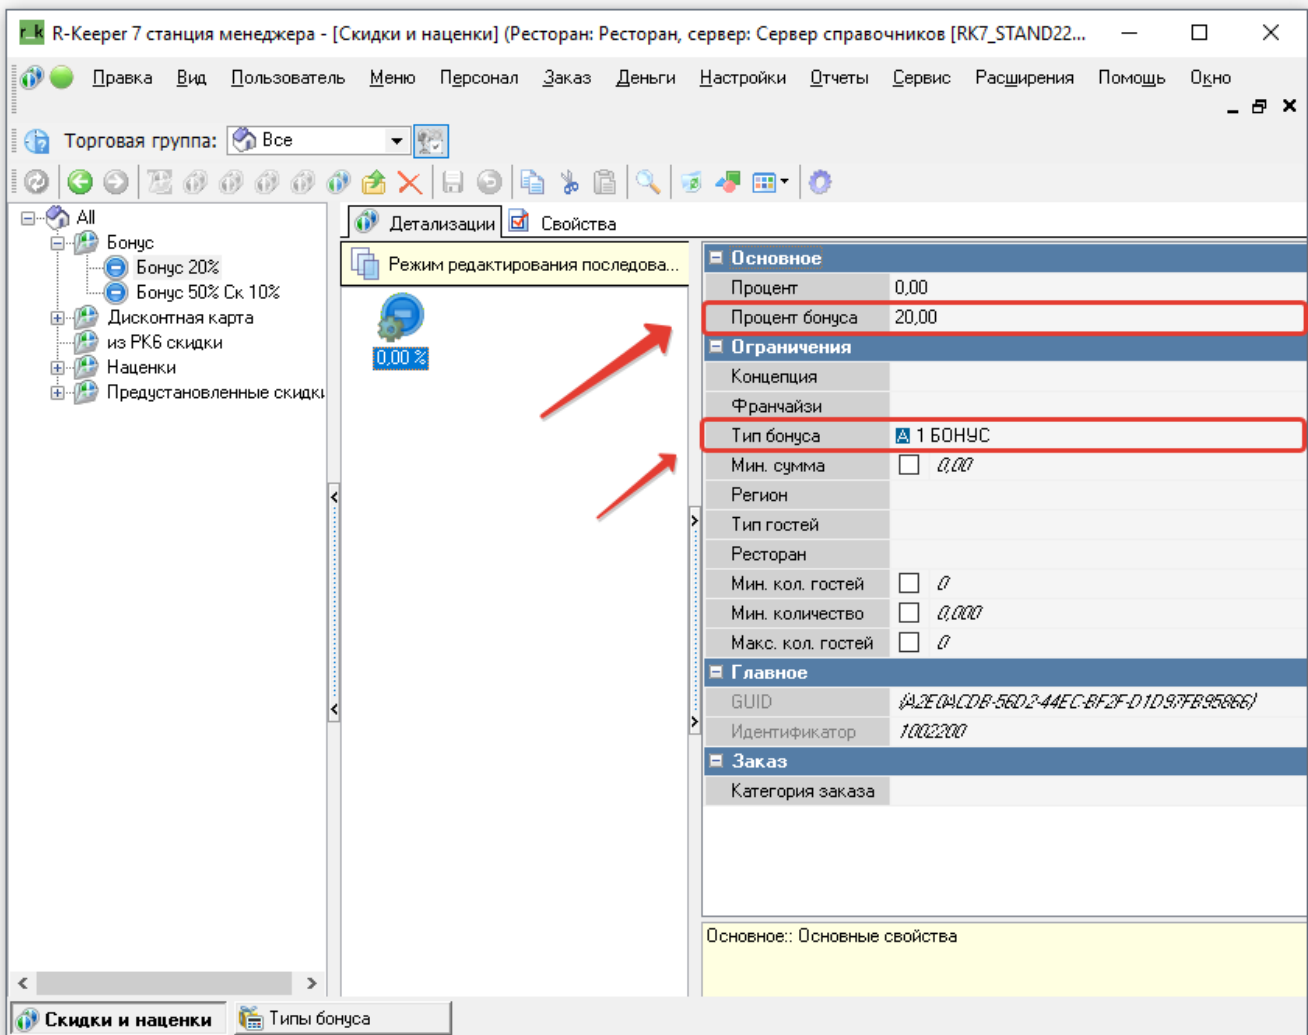 r_k R-Keeper 7 станция менеджера - [Скидки и наценки] (Ресторан: Ресторан, сервер: Сервер справочников [RK7_STAND22...
Правка Вид Пользователь Меню Персонал Заказ Деньги Настройки Отчеты Сервис Расширения Помощь Окно
Торговая группа: Все
All
Бонус
Бонус 20%
Бонус 50% Ск 10%
Дисконтная карта
из РК6 скидки
Наценки
Предустановленные скидки
Детализации Свойства
Режим редактирования последова...
0,00 %
Основное
Процент 0,00
Процент бонуса 20,00
Ограничения
Концепция
Франчайзи
Тип бонуса A 1 БОНУС
Мин. сумма 0,00
Регион
Тип гостей
Ресторан
Мин. кол. гостей 0
Мин. количество 0,000
Макс. кол. гостей 0
Главное
GUID {A2E0ACDB-56D2-44EC-BF2F-D1D97FB95866}
Идентификатор 1002200
Заказ
Категория заказа
Основное:: Основные свойства
Скидки и наценки Типы бонуса